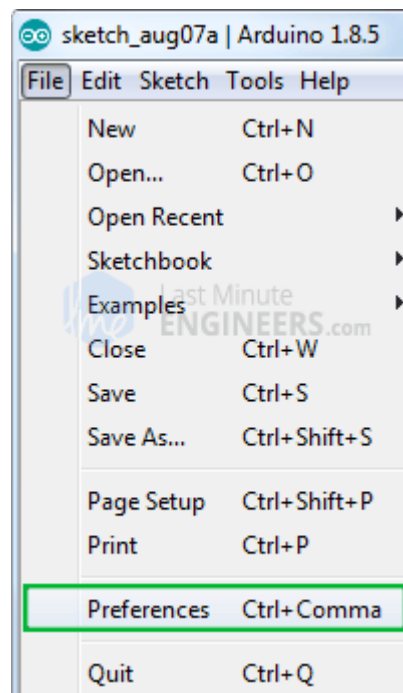 sketch_aug07a | Arduino 1.8.5
File Edit Sketch Tools Help
New Ctrl+N
Open... Ctrl+O
Open Recent
Sketchbook
Last Minute
Examples
ENGINEERS.com
Close Ctrl+W
Save Ctrl+S
Save As... Ctrl+Shift+S
Page Setup Ctrl+Shift+P
Print Ctrl+P
Preferences Ctrl+Comma
Quit Ctrl+Q